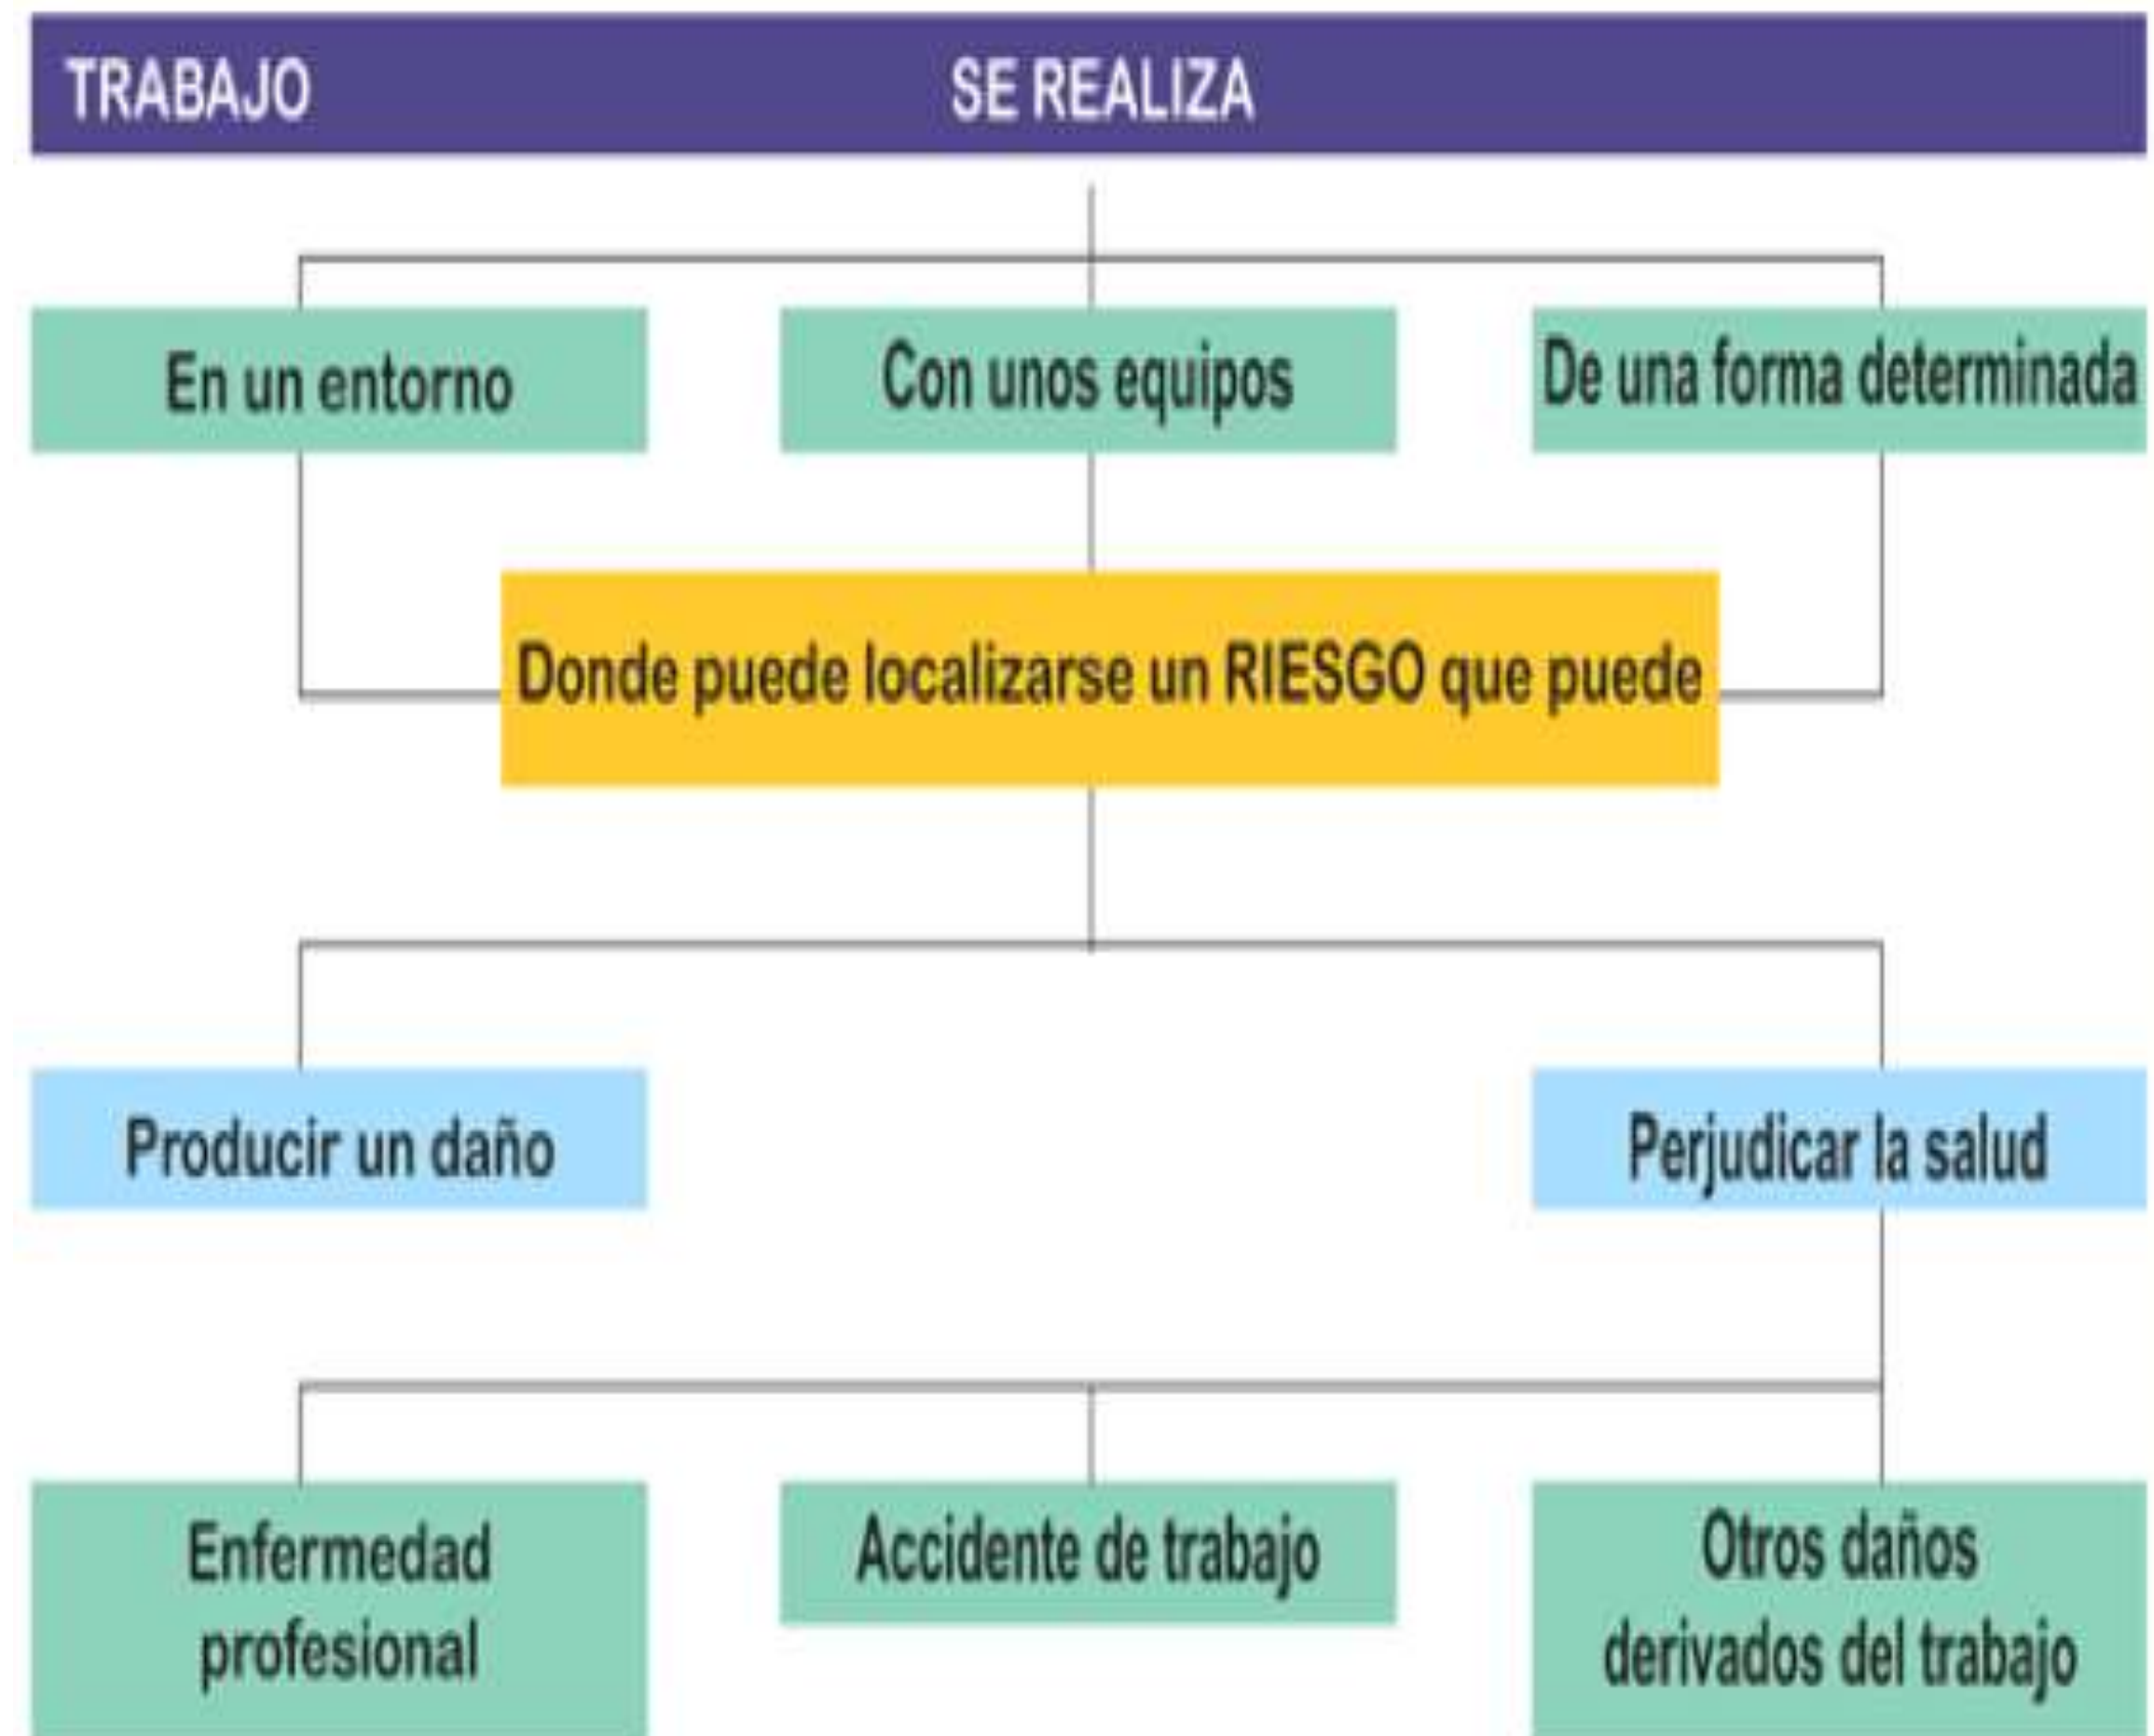 TRABAJO SE REALIZA
En un entorno
Con unos equipos
De una forma determinada
Donde puede localizarse un RIESGO que puede
Producir un daño
Perjudicar la salud
Enfermedad
profesional
Accidente de trabajo
Otros daños
derivados del trabajo